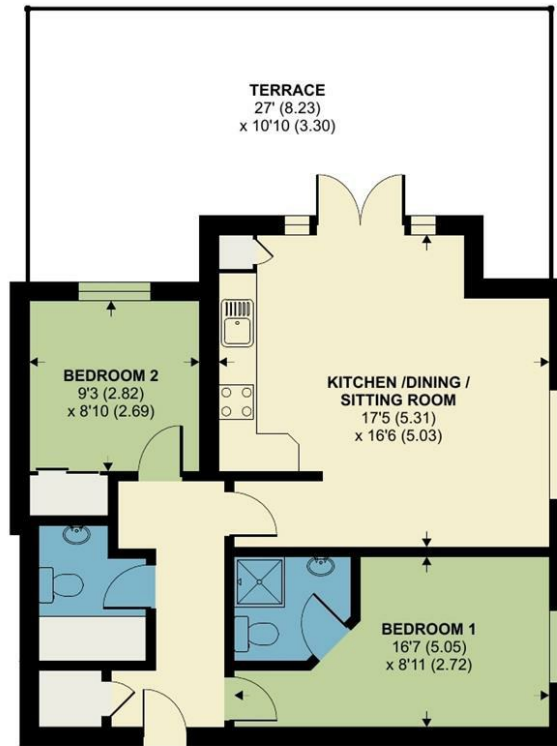 TERRACE
27' (8.23)
x 10'10 (3.30)
BEDROOM 2
9'3 (2.82)
x 8'10 (2.69)
KITCHEN /DINING /
SITTING ROOM
17'5 (5.31)
x 16'6 (5.03)
BEDROOM 1
16'7 (5.05)
x 8'11 (2.72)